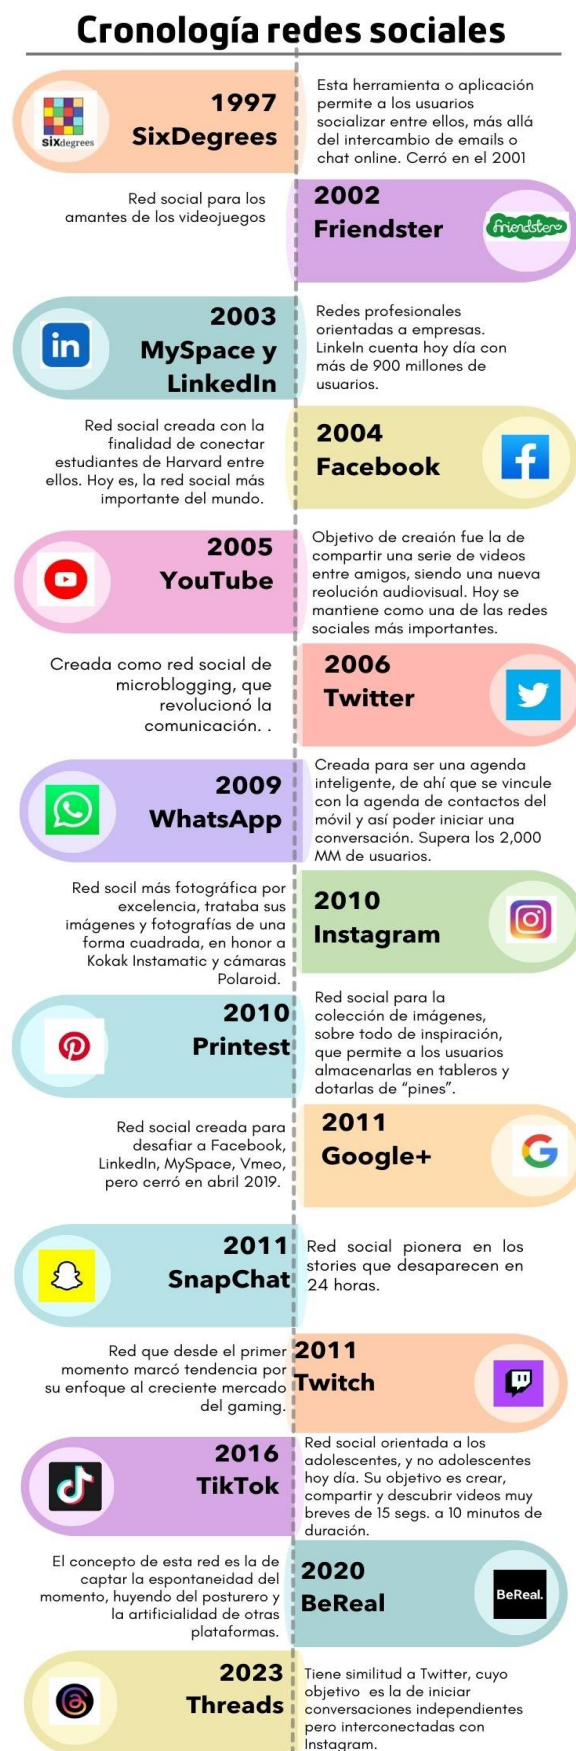 Cronología redes sociales
sixdegrees
1997
SixDegrees
Esta herramienta o aplicación
permite a los usuarios
socializar entre ellos, más allá
del intercambio de emails o
chat online. Cerró en el 2001
Red social para los
amantes de los videojuegos
2002
Friendster
friendster
2003
MySpace y
LinkedIn
in
Redes profesionales
orientadas a empresas.
LinkeIn cuenta hoy día con
más de 900 millones de
usuarios.
Red social creada con la
finalidad de conectar
estudiantes de Harvard entre
ellos. Hoy es, la red social más
importante del mundo.
2004
Facebook
f
2005
YouTube
Objetivo de creaión fue la de
compartir una serie de videos
entre amigos, siendo una nueva
reolución audiovisual. Hoy se
mantiene como una de las redes
sociales más importantes.
Creada como red social de
microblogging, que
revolucionó la
comunicación. .
2006
Twitter
2009
WhatsApp
Creada para ser una agenda
inteligente, de ahí que se vincule
con la agenda de contactos del
móvil y así poder iniciar una
conversación. Supera los 2,000
MM de usuarios.
Red socil más fotográfica por
excelencia, trataba sus
imágenes y fotografías de una
forma cuadrada, en honor a
Kokak Instamatic y cámaras
Polaroid.
2010
Instagram
2010
Printest
Red social para la
colección de imágenes,
sobre todo de inspiración,
que permite a los usuarios
almacenarlas en tableros y
dotarlas de “pines”.
Red social creada para
desafiar a Facebook,
LinkedIn, MySpace, Vmeo,
pero cerró en abril 2019.
2011
Google+
G
2011
SnapChat
Red social pionera en los
stories que desaparecen en
24 horas.
Red que desde el primer
momento marcó tendencia por
su enfoque al creciente mercado
del gaming.
2011
Twitch
2016
TikTok
Red social orientada a los
adolescentes, y no adolescentes
hoy día. Su objetivo es crear,
compartir y descubrir videos muy
breves de 15 segs. a 10 minutos de
duración.
El concepto de esta red es la de
captar la espontaneidad del
momento, huyendo del posturero y
la artificialidad de otras
plataformas.
2020
BeReal
BeReal.
2023
Threads
Tiene similitud a Twitter, cuyo
objetivo es la de iniciar
conversaciones independientes
pero interconectadas con
Instagram.